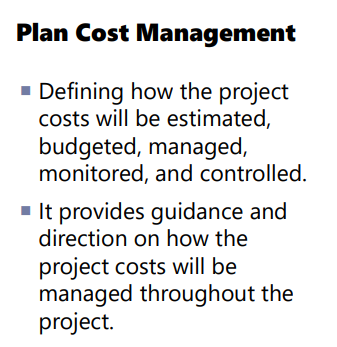 Plan Cost Management
▪ Defining how the project
costs will be estimated,
budgeted, managed,
monitored, and controlled.
▪ It provides guidance and
direction on how the
project costs will be
managed throughout the
project.